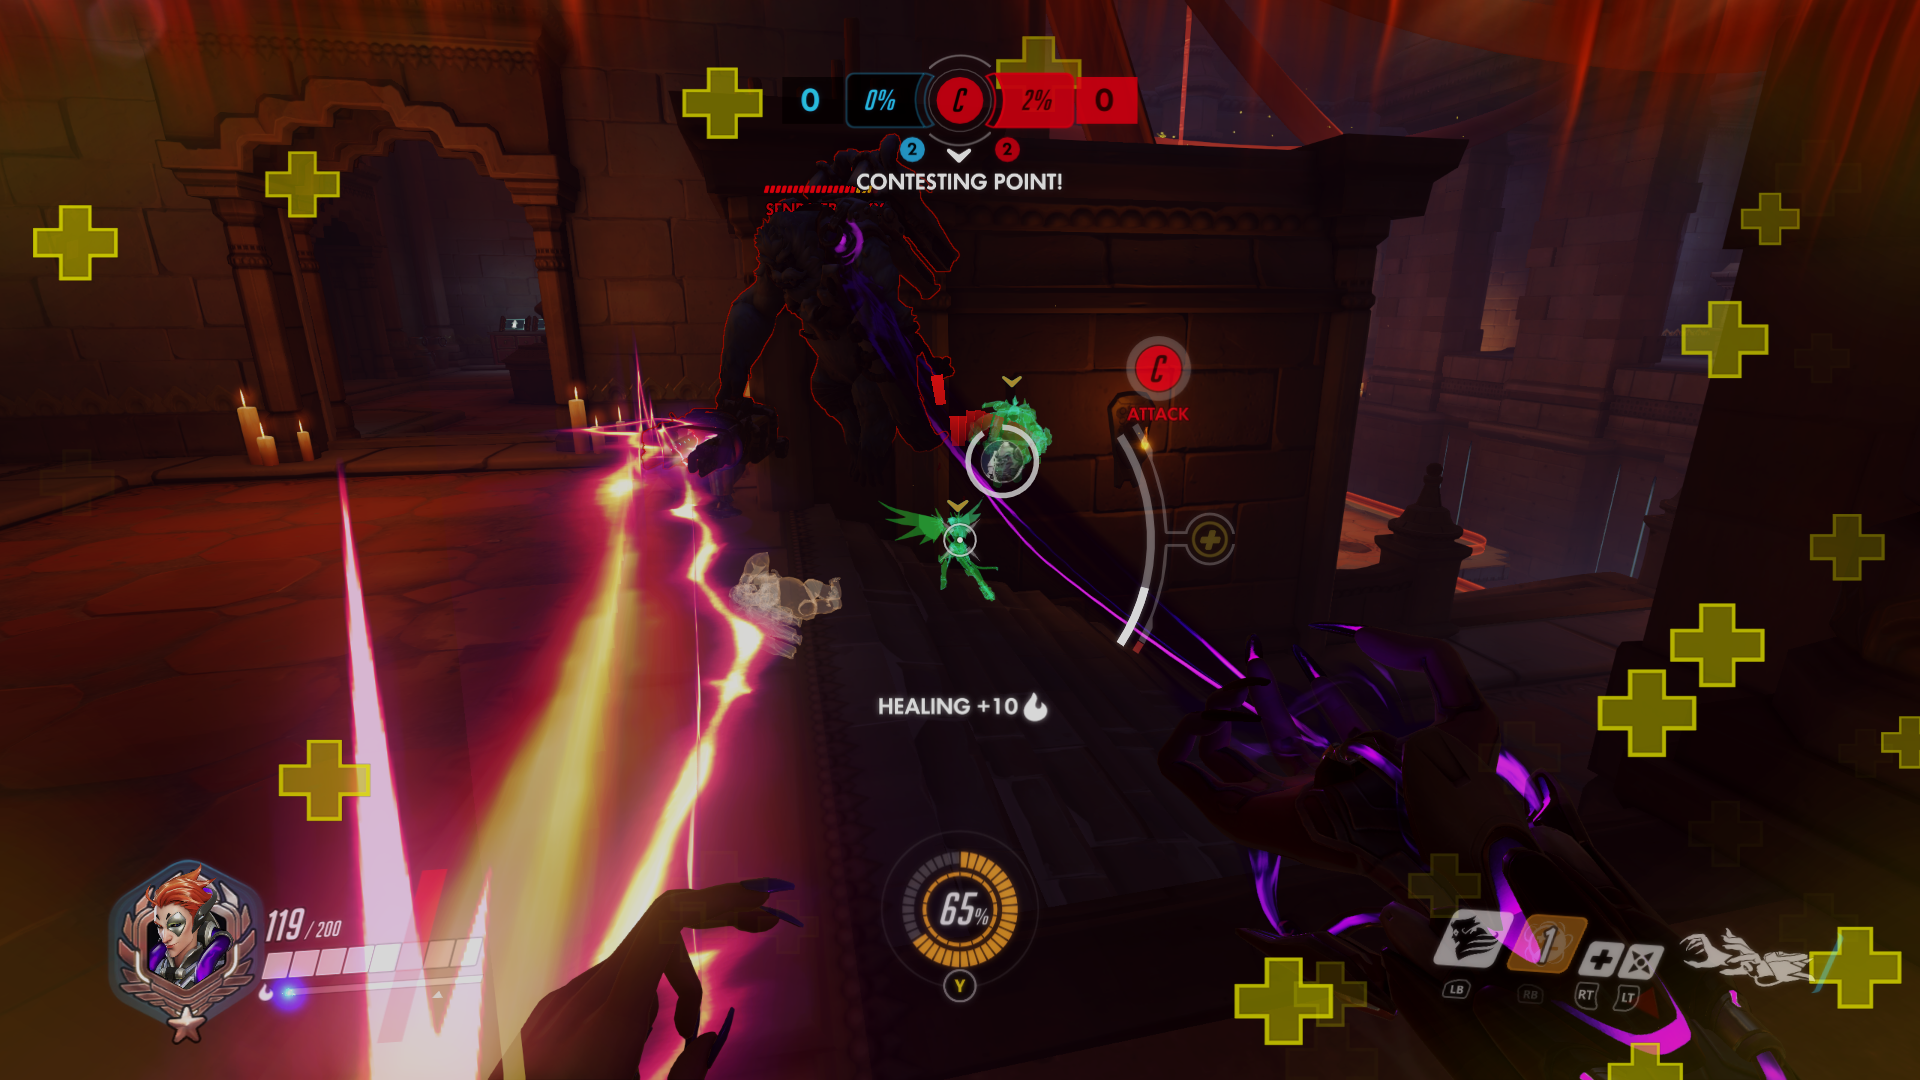 0 0% C 2% 0
2 2
CONTESTING POINT!
C
ATTACK
HEALING +10
119 / 200
65%
Y
1
LB RB RT LT